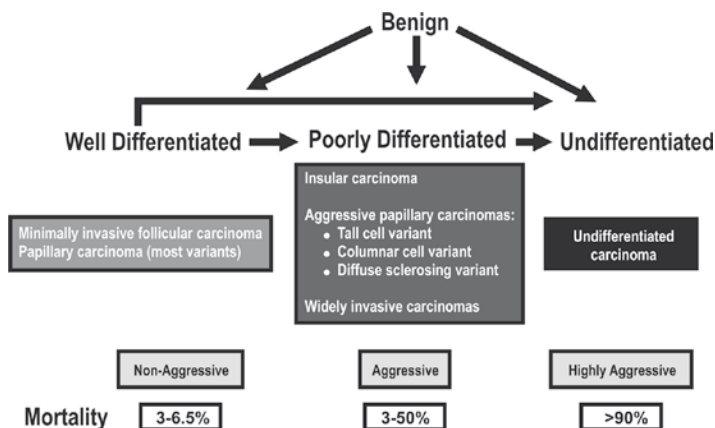 Benign
Well Differentiated
Poorly Differentiated
Undifferentiated
Minimally invasive follicular carcinoma
Papillary carcinoma (most variants)
Insular carcinoma
Aggressive papillary carcinomas:
• Tall cell variant
• Columnar cell variant
• Diffuse sclerosing variant
Widely invasive carcinomas
Undifferentiated
carcinoma
Non-Aggressive
Aggressive
Highly Aggressive
Mortality
3-6.5%
3-50%
>90%